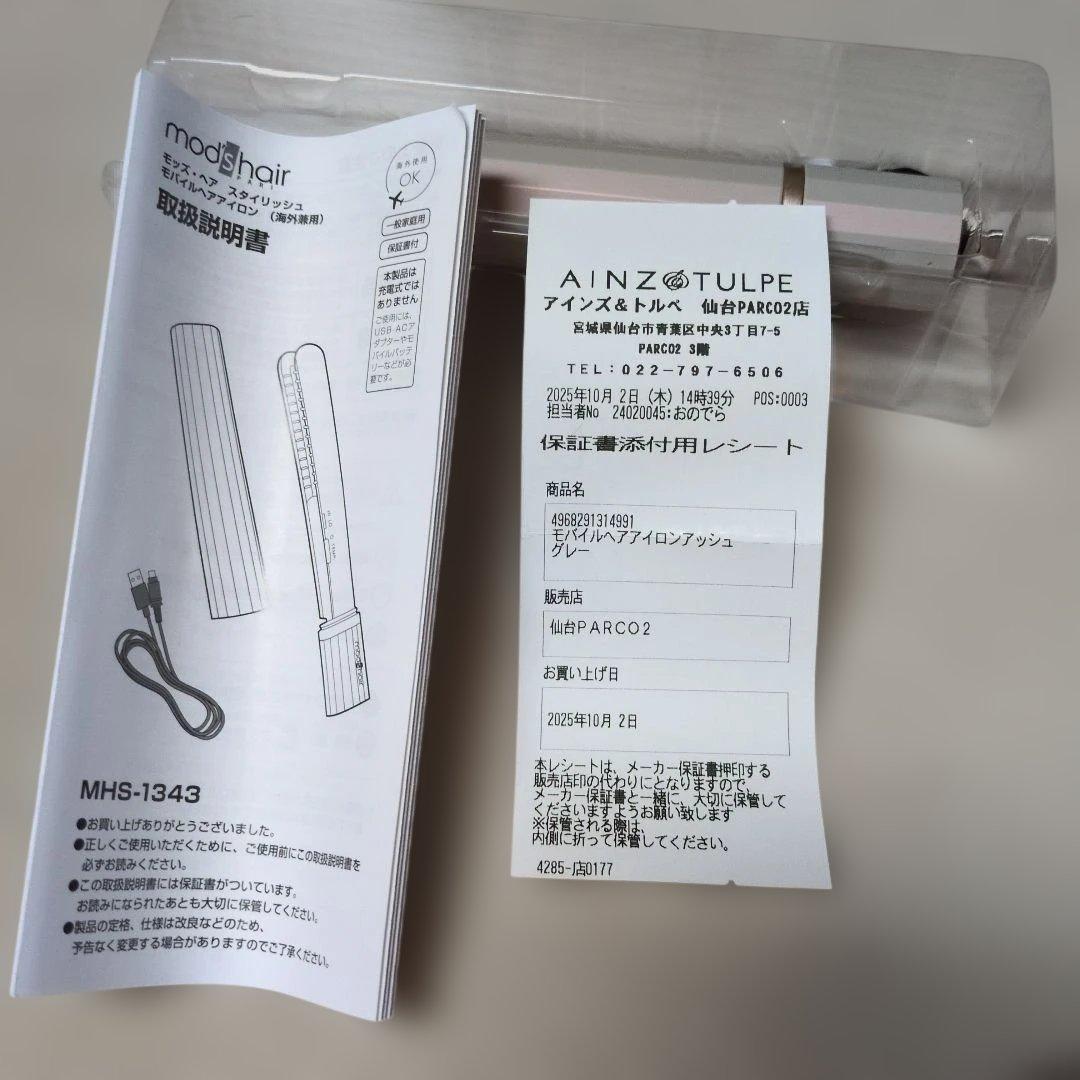 mod's hair
PARIS
モッズ・ヘア スタイリッシュ
モバイルヘアアイロン（海外兼用）
取扱説明書
海外使用
OK
一般家庭用
保証書付
本製品は
充電式では
ありません
ご使用には、
USB-ACア
ダプターやモ
バイルバッテ
リーなどが必
要です。
mod's hair
MHS-1343
●お買い上げありがとうございました。
●正しくご使用いただくために、ご使用前にこの取扱説明書を
必ずお読みください。
●この取扱説明書には保証書がついています。
お読みになられたあとも大切に保管してください。
●製品の定格、仕様は改良などのため、
予告なく変更する場合がありますのでご了承ください。
AINZ TULPE
アインズ&トルペ 仙台PARCO2店
宮城県仙台市青葉区中央3丁目7-5
PARCO2 3階
TEL:022-797-6506
2025年10月 2日 (木) 14時39分 POS:0003
担当者No 24020045:おのでら
保証書添付用レシート
商品名
4968291314991
モバイルヘアアイロンアッシュ
グレー
販売店
仙台PARCO2
お買い上げ日
2025年10月 2日
本レシートは、メーカー保証書押印する
販売店印の代わりにとなりますので、
メーカー保証書と一緒に、大切に保管して
くださいますようお願い致します
※保管される際は、
内側に折って保管してください。
4285-店0177